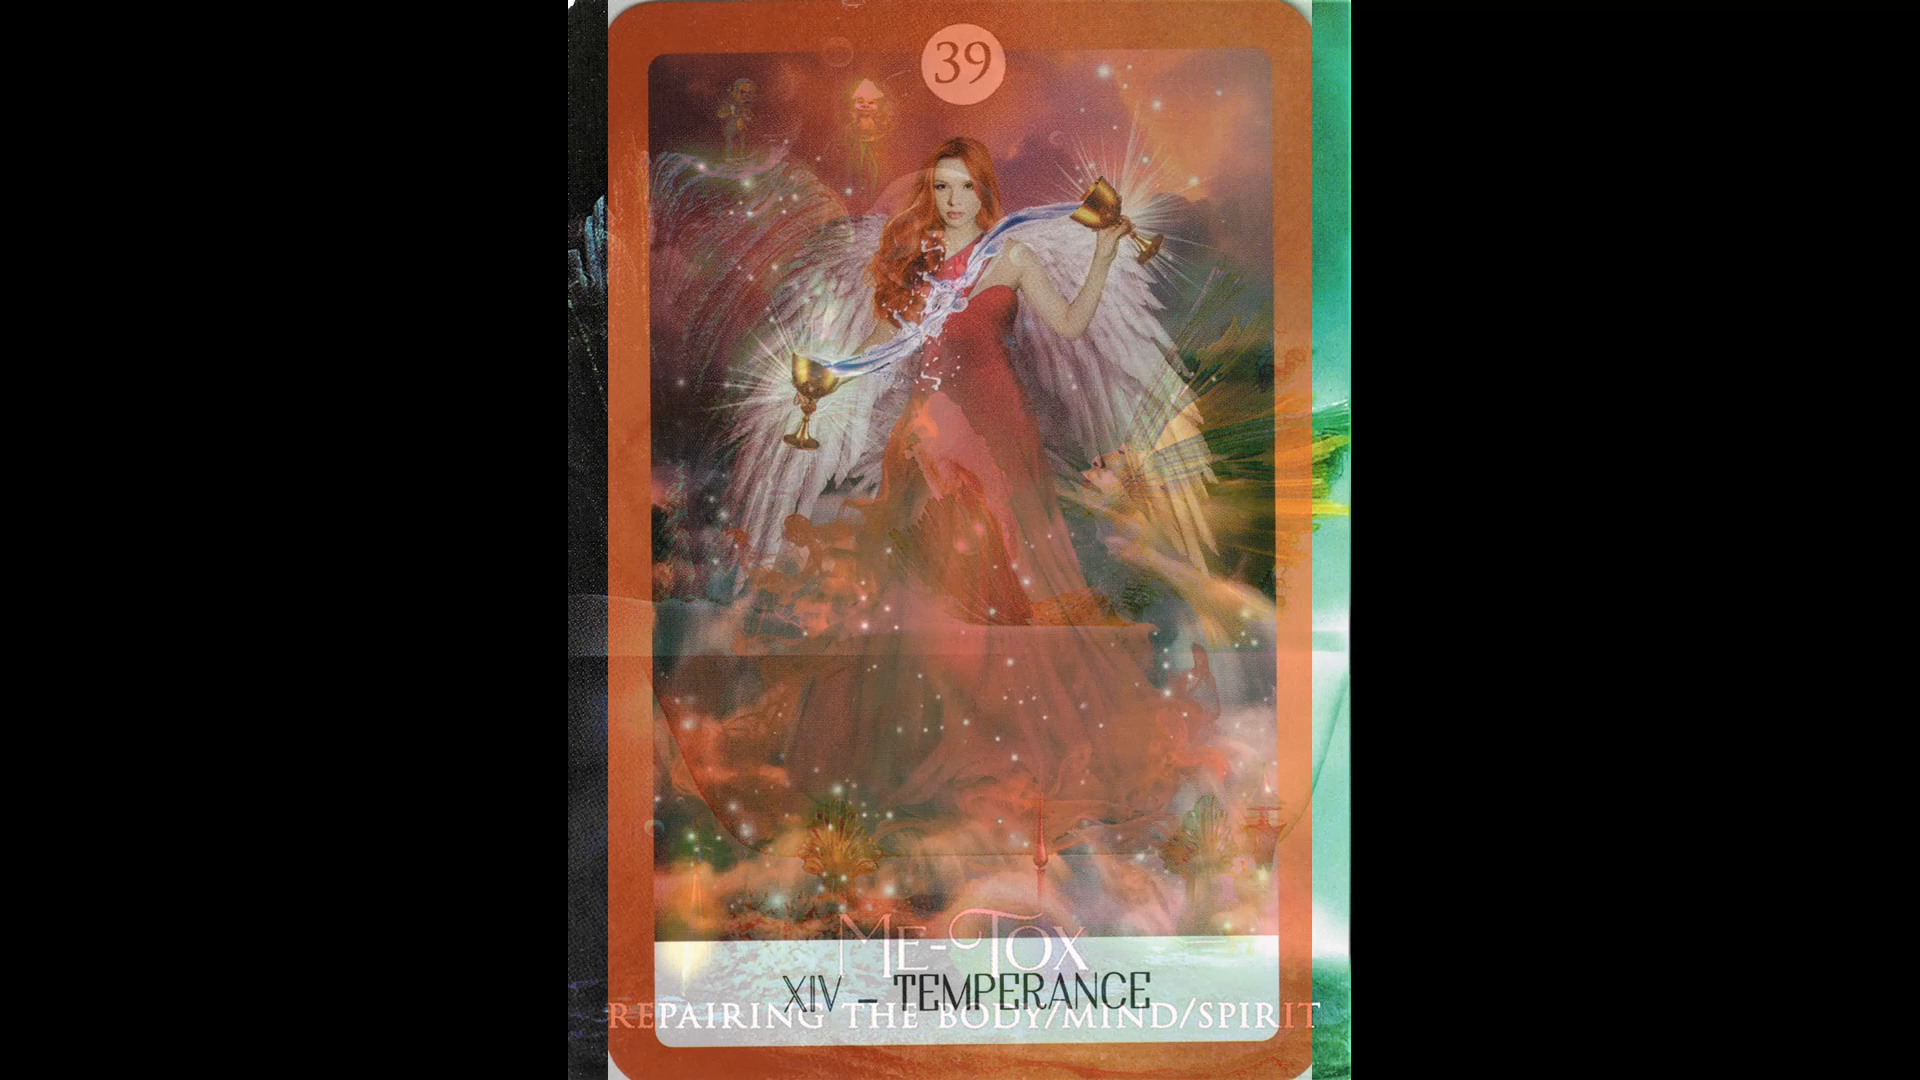 39
Me-Tox
XIV – TEMPERANCE
REPAIRING THE BODY/MIND/SPIRIT